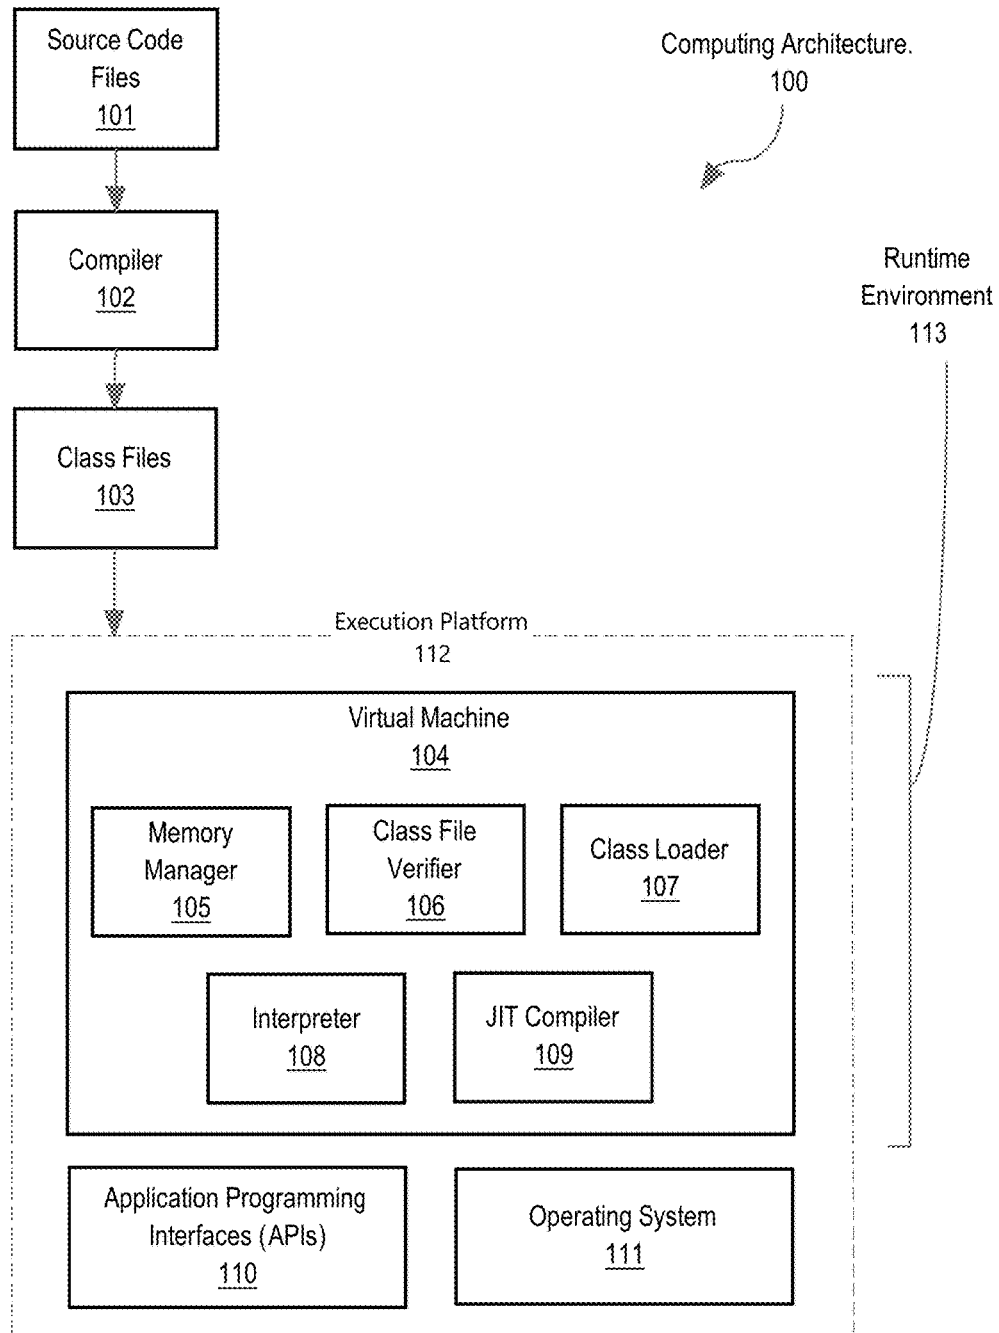 Source Code
Files
101
Computing Architecture.
100
Compiler
102
Runtime
Environment
113
Class Files
103
Execution Platform
112
Virtual Machine
104
Memory
Manager
105
Class File
Verifier
106
Class Loader
107
Interpreter
108
JIT Compiler
109
Application Programming
Interfaces (APIs)
110
Operating System
111